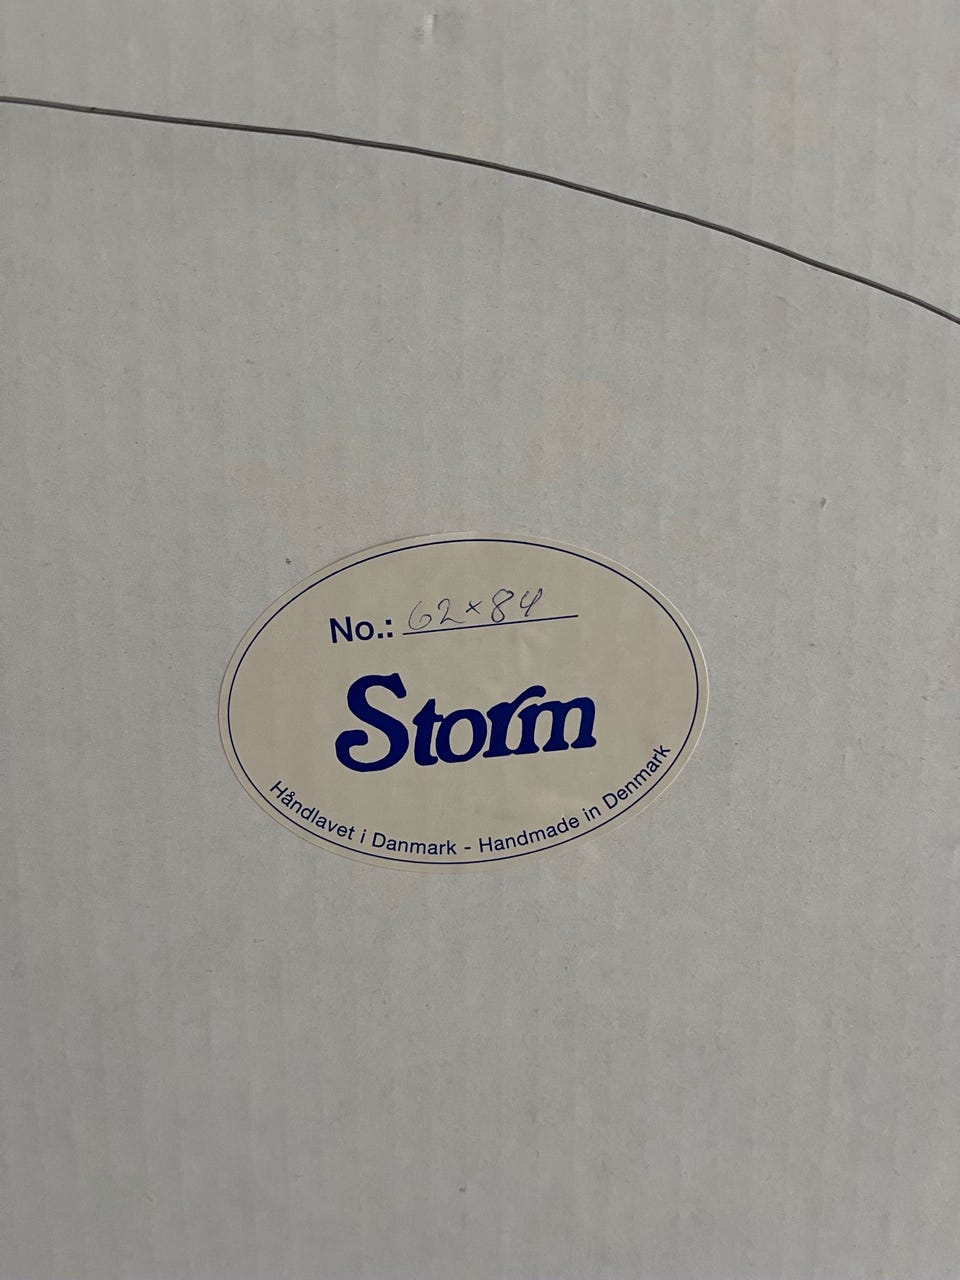 No.: 62×84
Storm
Håndlavet i Danmark - Handmade in Denmark